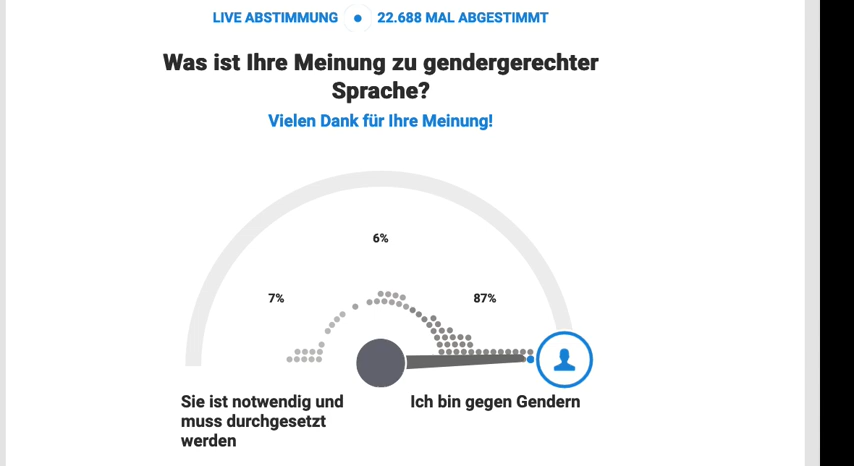 LIVE ABSTIMMUNG 22.688 MAL ABGESTIMMT
Was ist Ihre Meinung zu gendergerechter
Sprache?
Vielen Dank für Ihre Meinung!
6%
7% 87%
Sie ist notwendig und
muss durchgesetzt
werden
Ich bin gegen Gendern